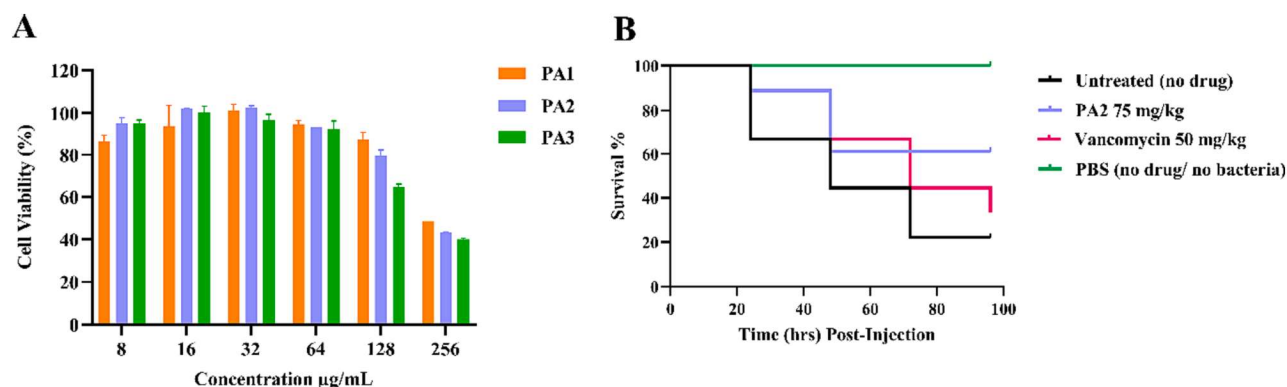 A
Cell Viability (%)
120
100
80
60
40
20
0
8 16 32 64 128 256
Concentration µg/mL
PA1
PA2
PA3
B
Survival %
100
80
60
40
20
0
0 20 40 60 80 100
Time (hrs) Post-Injection
Untreated (no drug)
PA2 75 mg/kg
Vancomycin 50 mg/kg
PBS (no drug/ no bacteria)